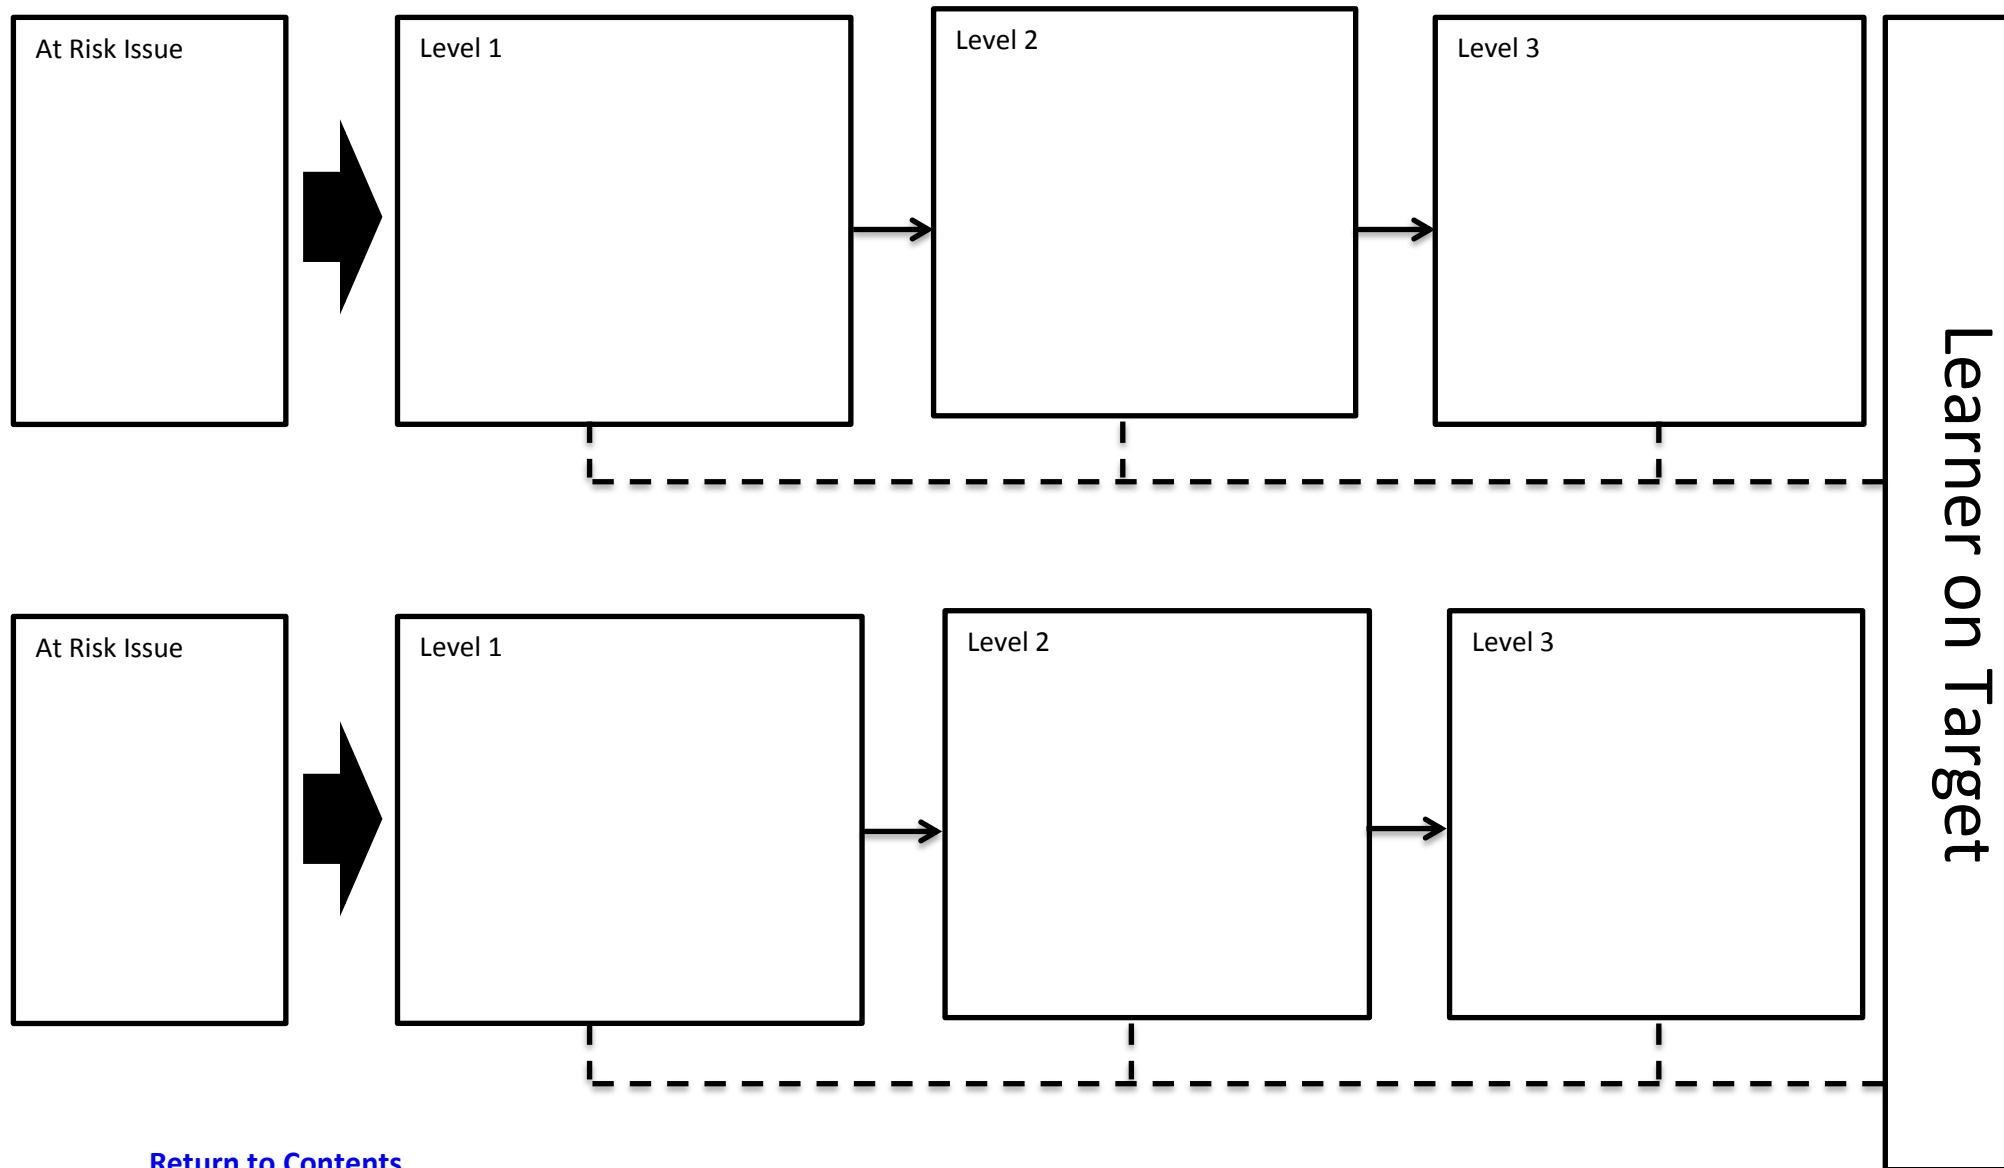 At Risk Issue
Level 1
Level 2
Level 3
Learner on Target
At Risk Issue
Level 1
Level 2
Level 3
Return to Contents